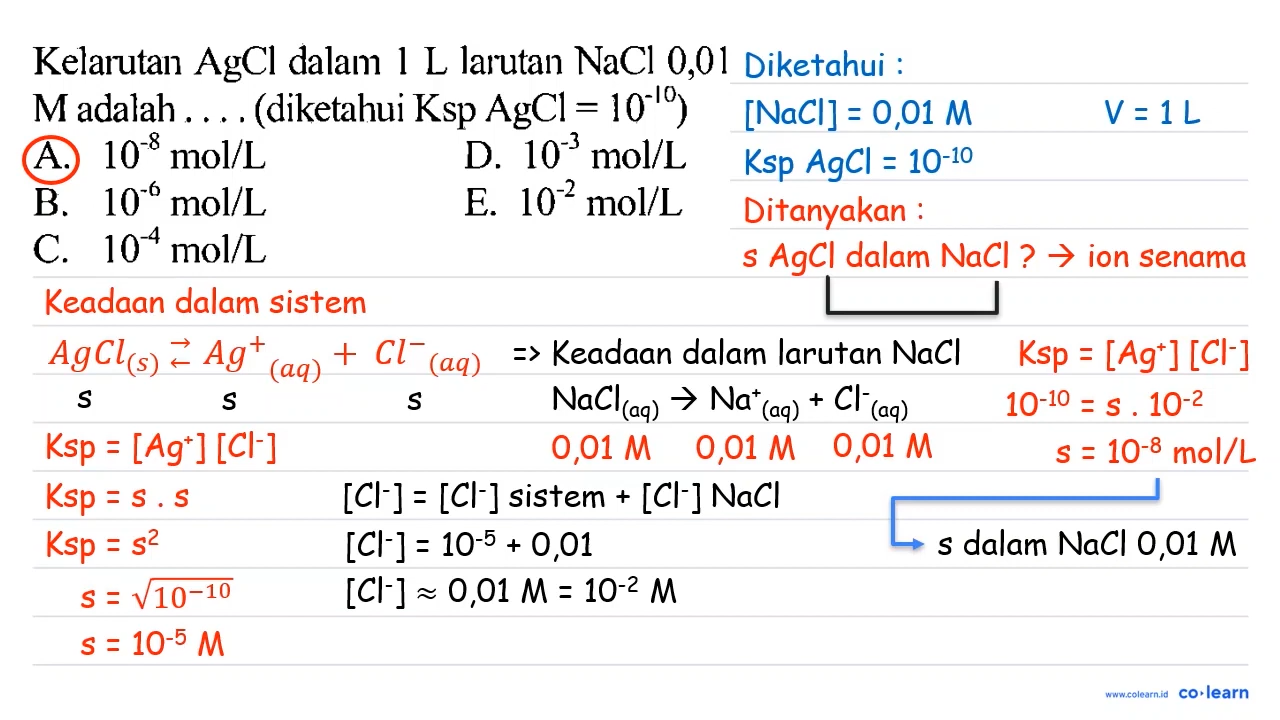 Kelarutan AgCl dalam 1 L larutan NaCl 0,01
M adalah . . . . (diketahui Ksp AgCl = 10⁻¹⁰)
A. 10⁻⁸ mol/L
D. 10⁻³ mol/L
B. 10⁻⁶ mol/L
E. 10⁻² mol/L
C. 10⁻⁴ mol/L
Diketahui :
[NaCl] = 0,01 M V = 1 L
Ksp AgCl = 10⁻¹⁰
Ditanyakan :
s AgCl dalam NaCl ? → ion senama
Keadaan dalam sistem
AgCl(s) ⇄ Ag⁺(aq) + Cl⁻(aq)
s s s
Ksp = [Ag⁺] [Cl⁻]
Ksp = s . s
Ksp = s²
s = √10⁻¹⁰
s = 10⁻⁵ M
=> Keadaan dalam larutan NaCl
NaCl(aq) → Na⁺(aq) + Cl⁻(aq)
0,01 M 0,01 M 0,01 M
[Cl⁻] = [Cl⁻] sistem + [Cl⁻] NaCl
[Cl⁻] = 10⁻⁵ + 0,01
[Cl⁻] ≈ 0,01 M = 10⁻² M
Ksp = [Ag⁺] [Cl⁻]
10⁻¹⁰ = s . 10⁻²
s = 10⁻⁸ mol/L
s dalam NaCl 0,01 M
www.colearn.id co▸learn